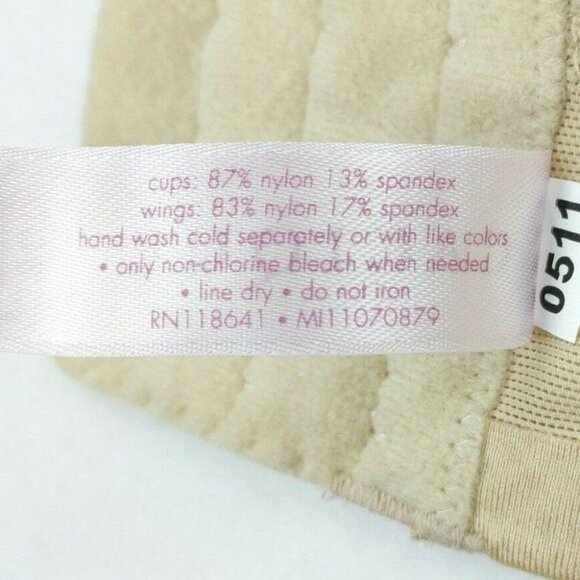 cups: 87% nylon 13% spandex
wings: 83% nylon 17% spandex
hand wash cold separately or with like colors
• only non-chlorine bleach when needed
• line dry • do not iron
RN118641 • MI11070879
0511